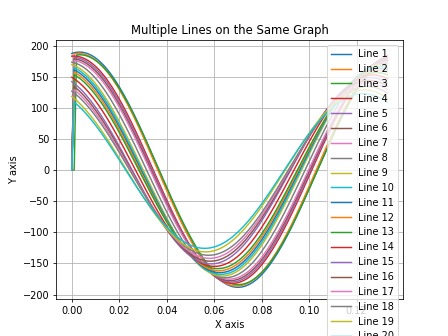 Multiple Lines on the Same Graph
200
150
100
50
0
−50
−100
−150
−200
Y axis
0.00
0.02
0.04
0.06
0.08
0.10
X axis
Line 1
Line 2
Line 3
Line 4
Line 5
Line 6
Line 7
Line 8
Line 9
Line 10
Line 11
Line 12
Line 13
Line 14
Line 15
Line 16
Line 17
Line 18
Line 19
Line 20